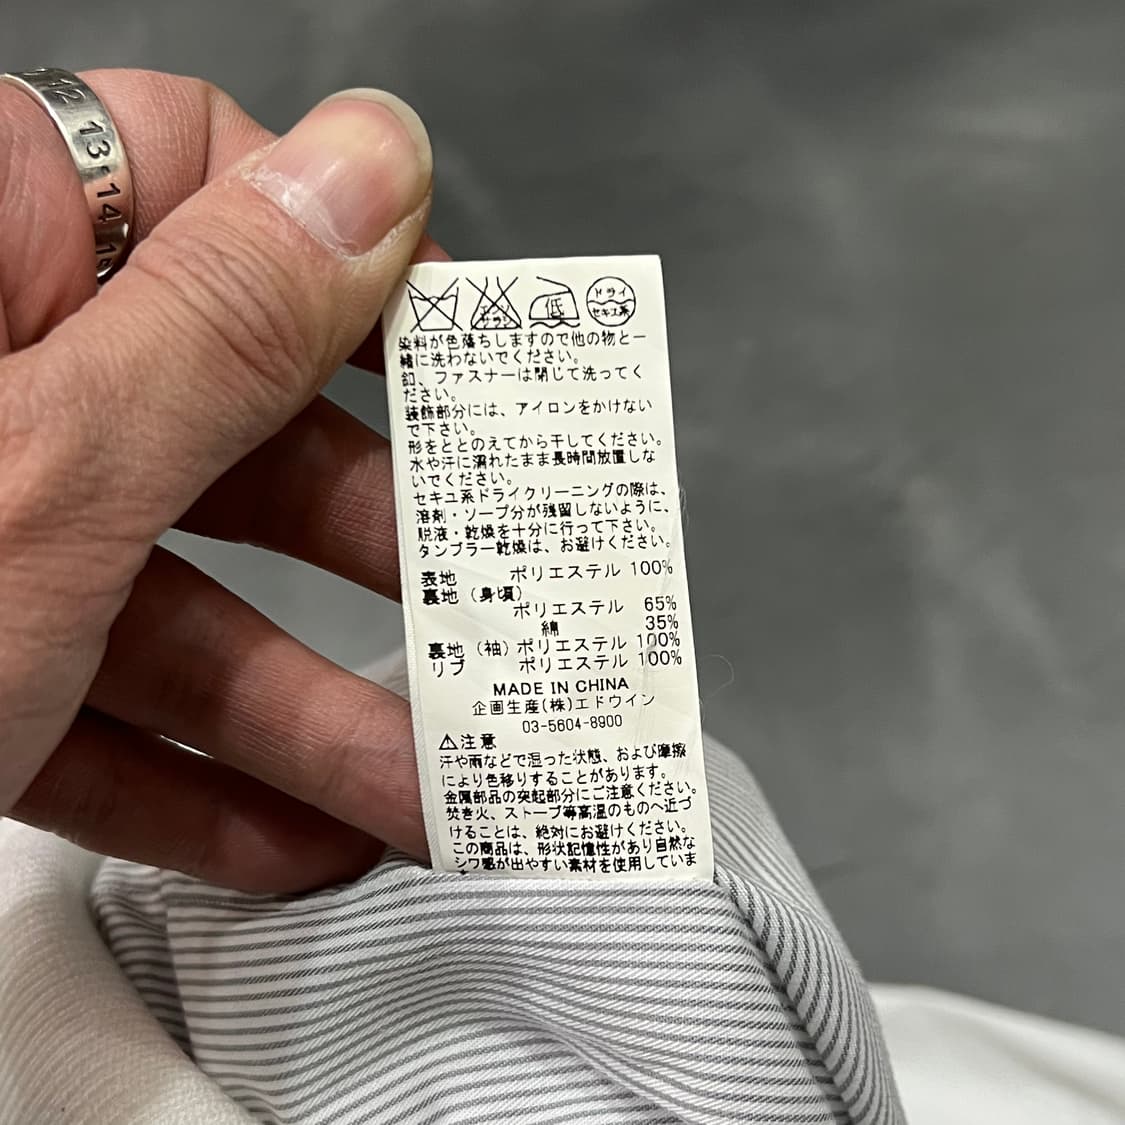 12 13・14
エンソ
サラシ
低
ドライ
セキユ系
染料が色落ちしますので他の物と一
緒に洗わないでください。
釦、ファスナーは閉じて洗ってく
ださい。
装飾部分には、アイロンをかけない
で下さい。
形をととのえてから干してください。
水や汗に濡れたまま長時間放置しな
いでください。
セキユ系ドライクリーニングの際は、
溶剤・ソープ分が残留しないように、
脱液・乾燥を十分に行って下さい。
タンブラー乾燥は、お避けください。
表地 ポリエステル 100%
裏地（身頃）
ポリエステル 65%
綿 35%
裏地（袖）ポリエステル 100%
リブ ポリエステル 100%
MADE IN CHINA
企画生産(株)エドウイン
03-5604-8900
⚠注意
汗や雨などで湿った状態、および摩擦
により色移りすることがあります。
金属部品の突起部分にご注意ください。
焚き火、ストーブ等高温のものへ近づ
けることは、絶対にお避けください。
この商品は、形状記憶性があり自然な
シワ感が出やすい素材を使用していま